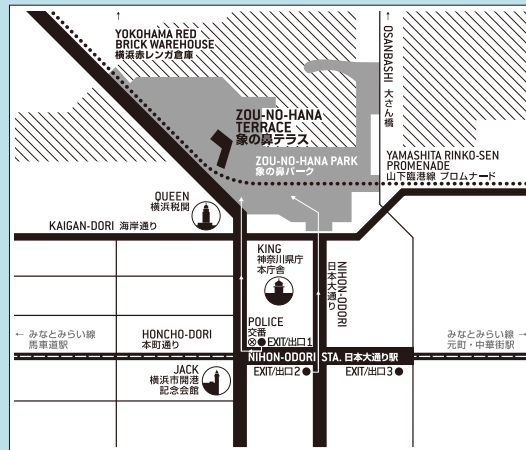 YOKOHAMA RED
BRICK WAREHOUSE
横浜赤レンガ倉庫
OSANBASHI 大さん橋
ZOU-NO-HANA
TERRACE
象の鼻テラス
ZOU-NO-HANA PARK
象の鼻パーク
YAMASHITA RINKO-SEN
PROMENADE
山下臨港線 プロムナード
QUEEN
横浜税関
KAIGAN-DORI 海岸通り
KING
神奈川県庁
本庁舎
NIHON-ODORI
日本大通り
POLICE
交番
EXIT/出口1
← みなとみらい線
馬車道駅
HONCHO-DORI
本町通り
みなとみらい線 →
元町・中華街駅
NIHON-ODORI STA. 日本大通り駅
JACK
横浜市開港
記念会館
EXIT/出口2
EXIT/出口3